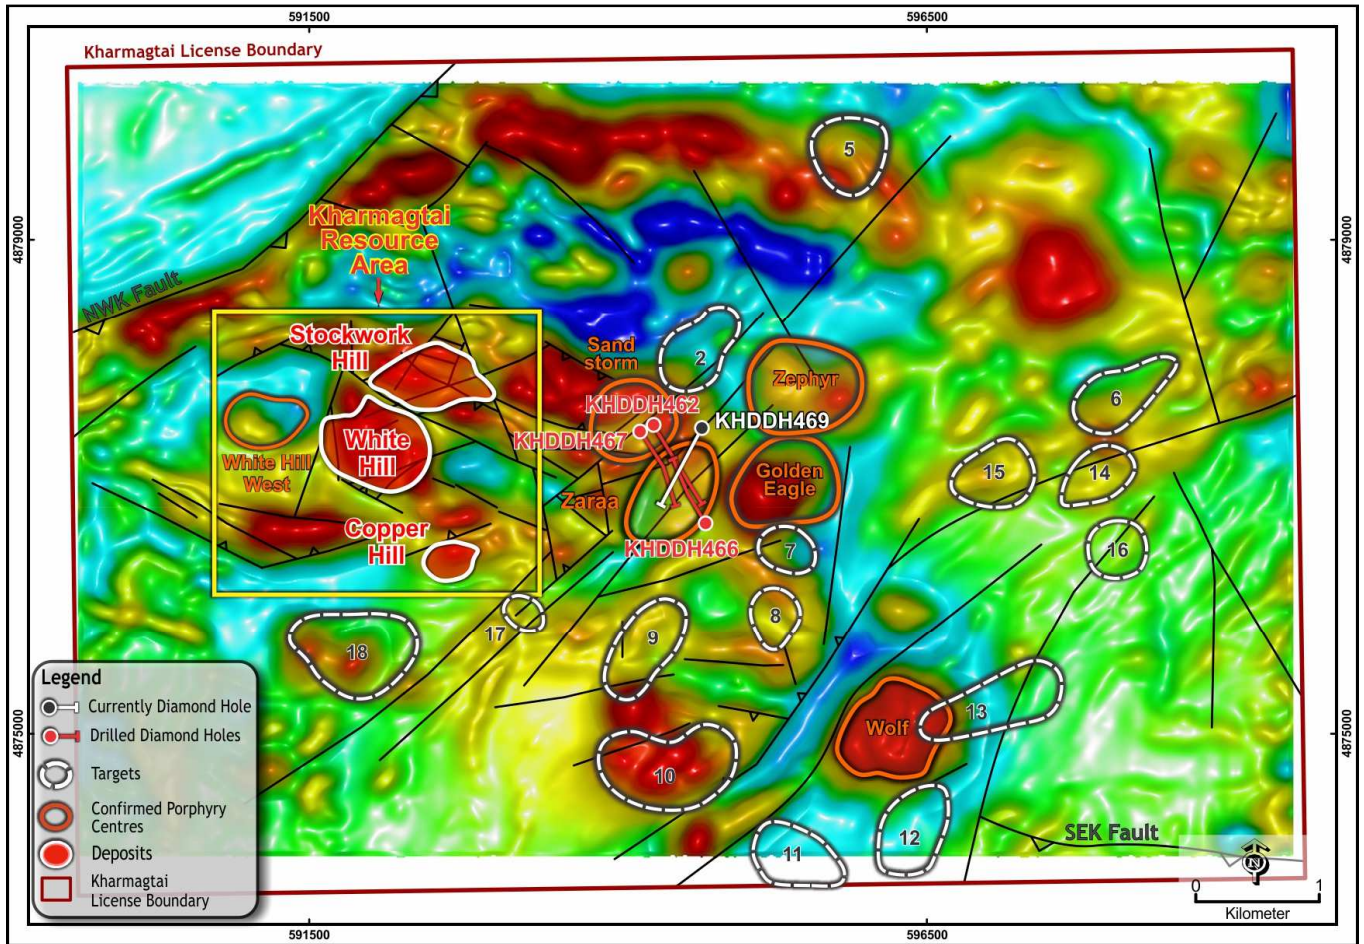 591500
596500
Kharmagtai License Boundary
5
4879000
4879000
Kharmagtai
Resource
Area
NWK Fault
Stockwork
Hill
Sand
storm
2
Zephyr
6
KHDDH462
KHDDH469
KHDDH467
White
Hill
White Hill
West
Golden
Eagle
15
14
Zaraa
Copper
Hill
KHDDH466
7
16
17
8
9
18
Legend
Currently Diamond Hole
Drilled Diamond Holes
Targets
Confirmed Porphyry
Centres
Deposits
Kharmagtai
License Boundary
13
Wolf
4875000
4875000
10
12
11
SEK Fault
N
0
1
Kilometer
591500
596500